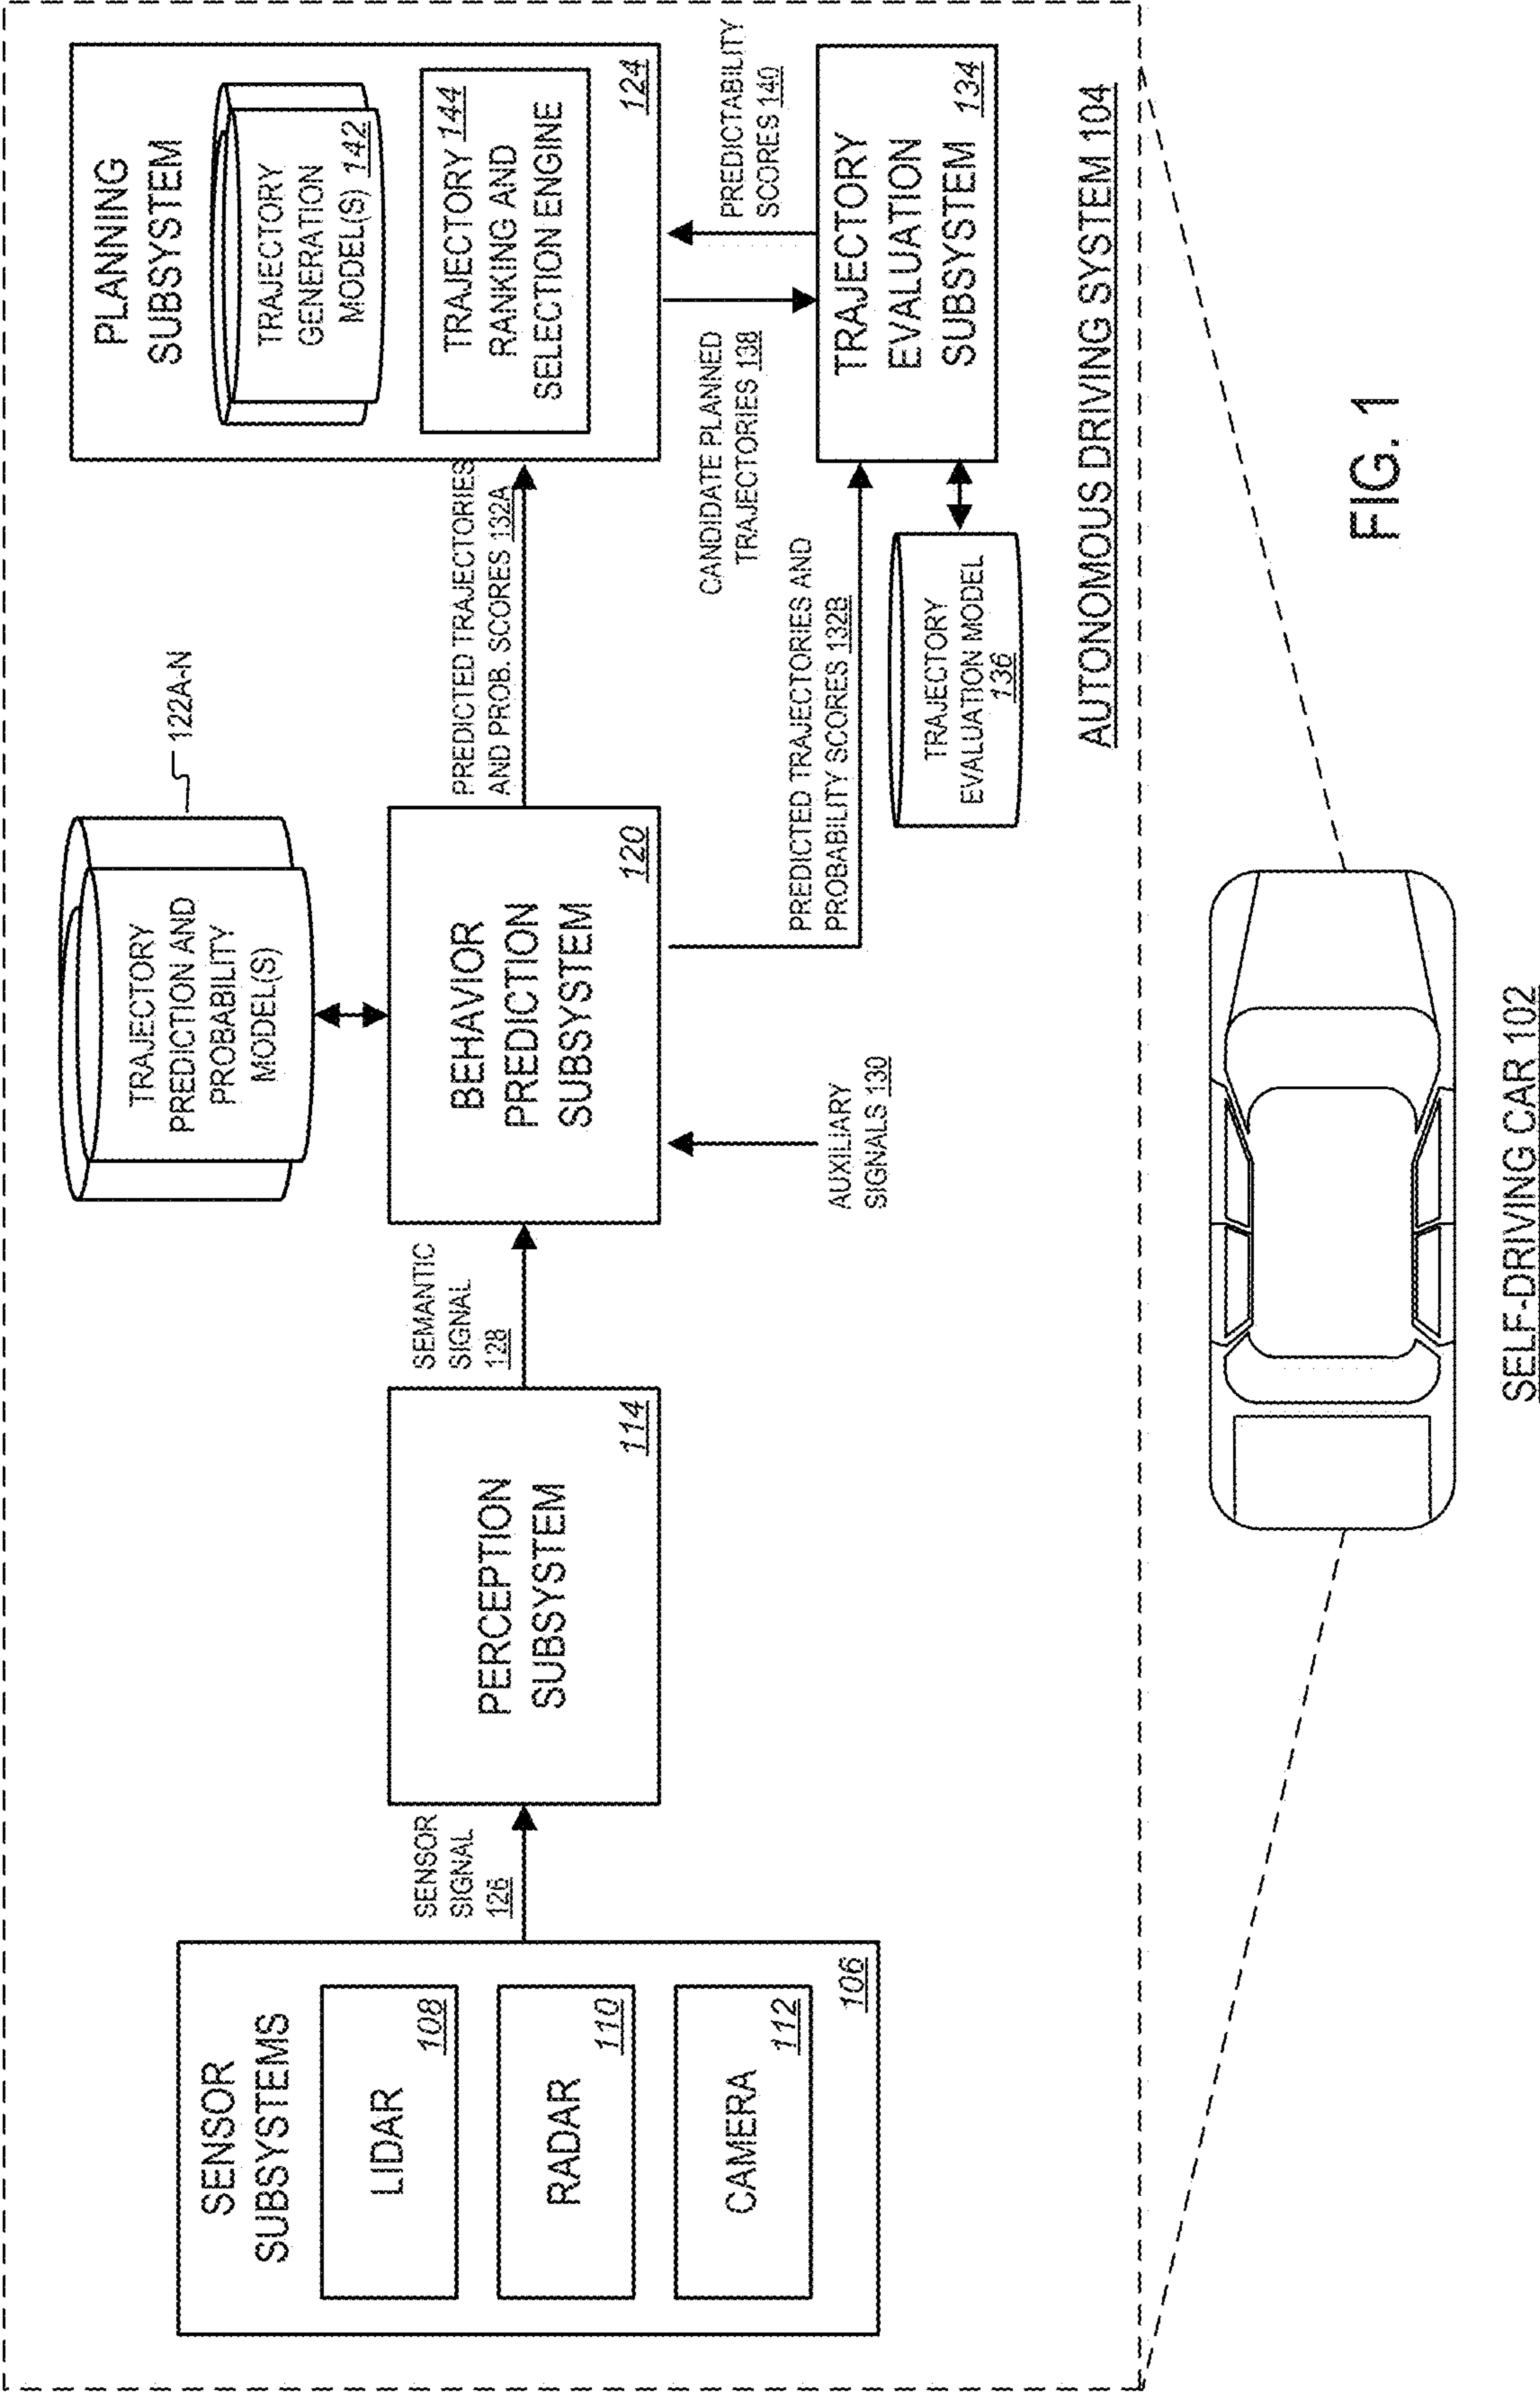 SENSOR
SUBSYSTEMS
LIDAR
108
RADAR
110
CAMERA
112
106
SENSOR
SIGNAL
126
PERCEPTION
SUBSYSTEM
114
SEMANTIC
SIGNAL
128
TRAJECTORY
PREDICTION AND
PROBABILITY
MODEL(S)
122A-N
BEHAVIOR
PREDICTION
SUBSYSTEM
120
AUXILIARY
SIGNALS 130
PREDICTED TRAJECTORIES
AND PROB. SCORES 132A
PREDICTED TRAJECTORIES AND
PROBABILITY SCORES 132B
PLANNING
SUBSYSTEM
TRAJECTORY
GENERATION
MODEL(S) 142
TRAJECTORY 144
RANKING AND
SELECTION ENGINE
124
CANDIDATE PLANNED
TRAJECTORIES 138
PREDICTABILITY
SCORES 140
TRAJECTORY
EVALUATION
SUBSYSTEM
134
TRAJECTORY
EVALUATION MODEL
136
AUTONOMOUS DRIVING SYSTEM 104
SELF-DRIVING CAR 102
FIG. 1